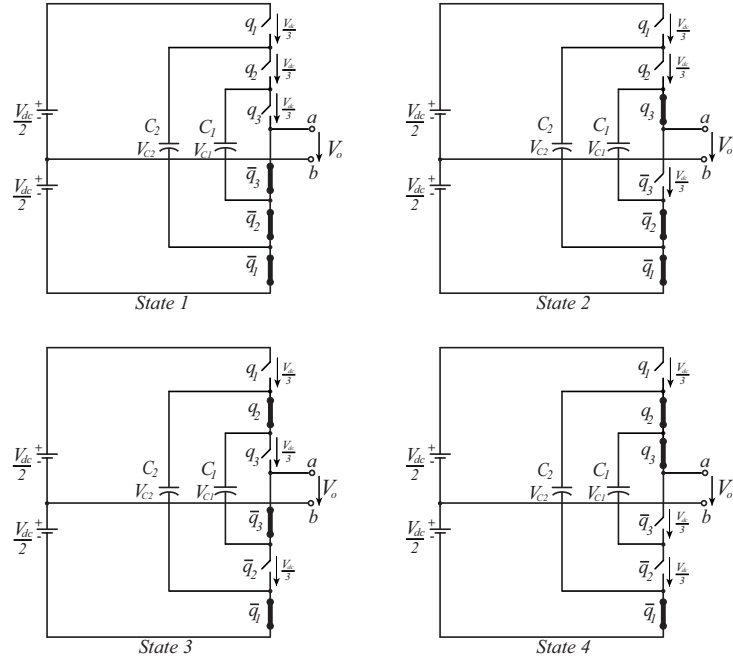 q1 Vdc/3
q2 Vdc/3
C2 C1 q3 Vdc/3 a
Vdc/2 + - VC2 VC1 Vo
b
Vdc/2 + - q̅3
q̅2
q̅1
State 1
q1 Vdc/3
q2 Vdc/3
C2 C1 q3 a
Vdc/2 + - VC2 VC1 Vo
b
Vdc/2 + - q̅3 Vdc/3
q̅2
q̅1
State 2
q1 Vdc/3
q2
C2 C1 q3 Vdc/3 a
Vdc/2 + - VC2 VC1 Vo
b
Vdc/2 + - q̅3
q̅2 Vdc/3
q̅1
State 3
q1 Vdc/3
q2
C2 C1 q3 a
Vdc/2 + - VC2 VC1 Vo
b
Vdc/2 + - q̅3 Vdc/3
q̅2 Vdc/3
q̅1
State 4